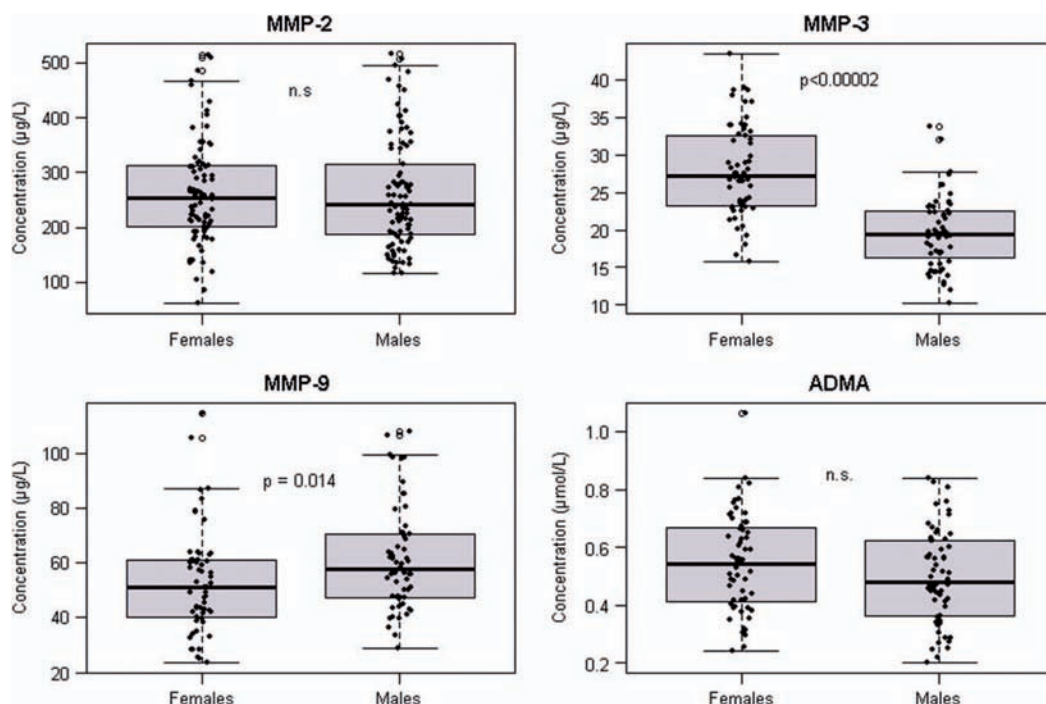 MMP-2
Concentration (µg/L)
500
400
300
200
100
n.s
Females
Males
MMP-3
Concentration (µg/L)
40
35
30
25
20
15
10
p<0.00002
Females
Males
MMP-9
Concentration (µg/L)
100
80
60
40
20
p = 0.014
Females
Males
ADMA
Concentration (µmol/L)
1.0
0.8
0.6
0.4
0.2
n.s.
Females
Males